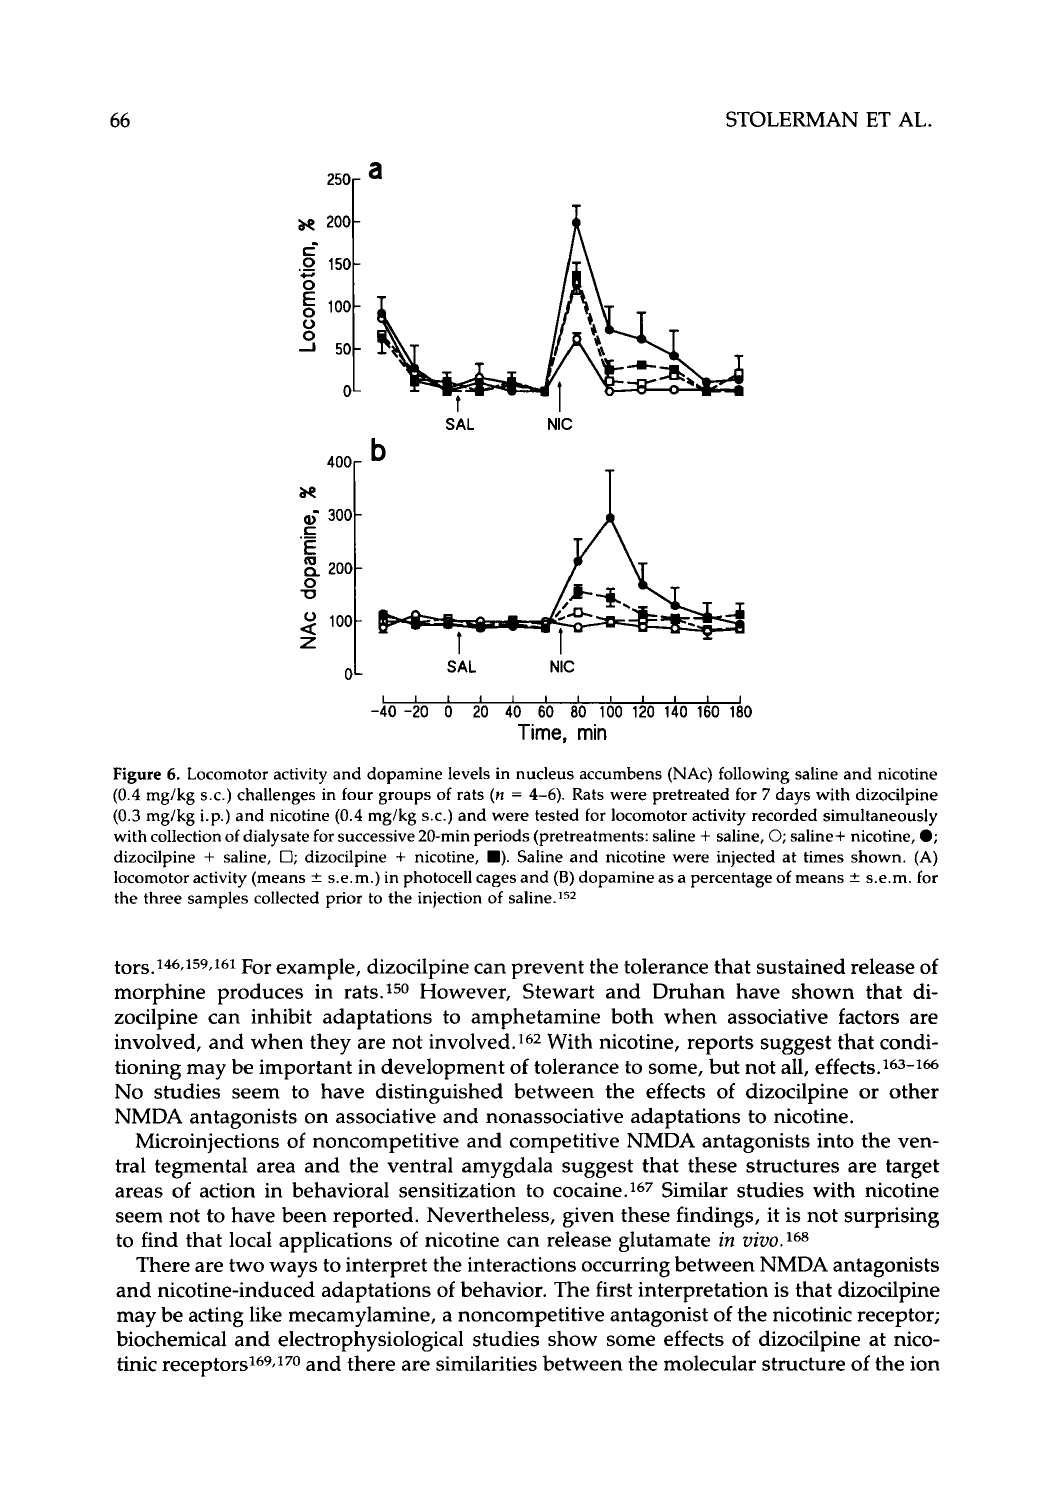 66
STOLERMAN ET AL.
a
250
200
150
100
50
0
Locomotion, %
SAL
NIC
b
400
300
200
100
0
NAc dopamine, %
SAL
NIC
-40 -20 0 20 40 60 80 100 120 140 160 180
Time, min
Figure 6. Locomotor activity and dopamine levels in nucleus accumbens (NAc) following saline and nicotine
(0.4 mg/kg s.c.) challenges in four groups of rats (n = 4–6). Rats were pretreated for 7 days with dizocilpine
(0.3 mg/kg i.p.) and nicotine (0.4 mg/kg s.c.) and were tested for locomotor activity recorded simultaneously
with collection of dialysate for successive 20-min periods (pretreatments: saline + saline, ○; saline+ nicotine, ●;
dizocilpine + saline, □; dizocilpine + nicotine, ■). Saline and nicotine were injected at times shown. (A)
locomotor activity (means ± s.e.m.) in photocell cages and (B) dopamine as a percentage of means ± s.e.m. for
the three samples collected prior to the injection of saline.152
tors.146,159,161 For example, dizocilpine can prevent the tolerance that sustained release of
morphine produces in rats.150 However, Stewart and Druhan have shown that di-
zocilpine can inhibit adaptations to amphetamine both when associative factors are
involved, and when they are not involved.162 With nicotine, reports suggest that condi-
tioning may be important in development of tolerance to some, but not all, effects.163–166
No studies seem to have distinguished between the effects of dizocilpine or other
NMDA antagonists on associative and nonassociative adaptations to nicotine.
Microinjections of noncompetitive and competitive NMDA antagonists into the ven-
tral tegmental area and the ventral amygdala suggest that these structures are target
areas of action in behavioral sensitization to cocaine.167 Similar studies with nicotine
seem not to have been reported. Nevertheless, given these findings, it is not surprising
to find that local applications of nicotine can release glutamate in vivo.168
There are two ways to interpret the interactions occurring between NMDA antagonists
and nicotine-induced adaptations of behavior. The first interpretation is that dizocilpine
may be acting like mecamylamine, a noncompetitive antagonist of the nicotinic receptor;
biochemical and electrophysiological studies show some effects of dizocilpine at nico-
tinic receptors169,170 and there are similarities between the molecular structure of the ion